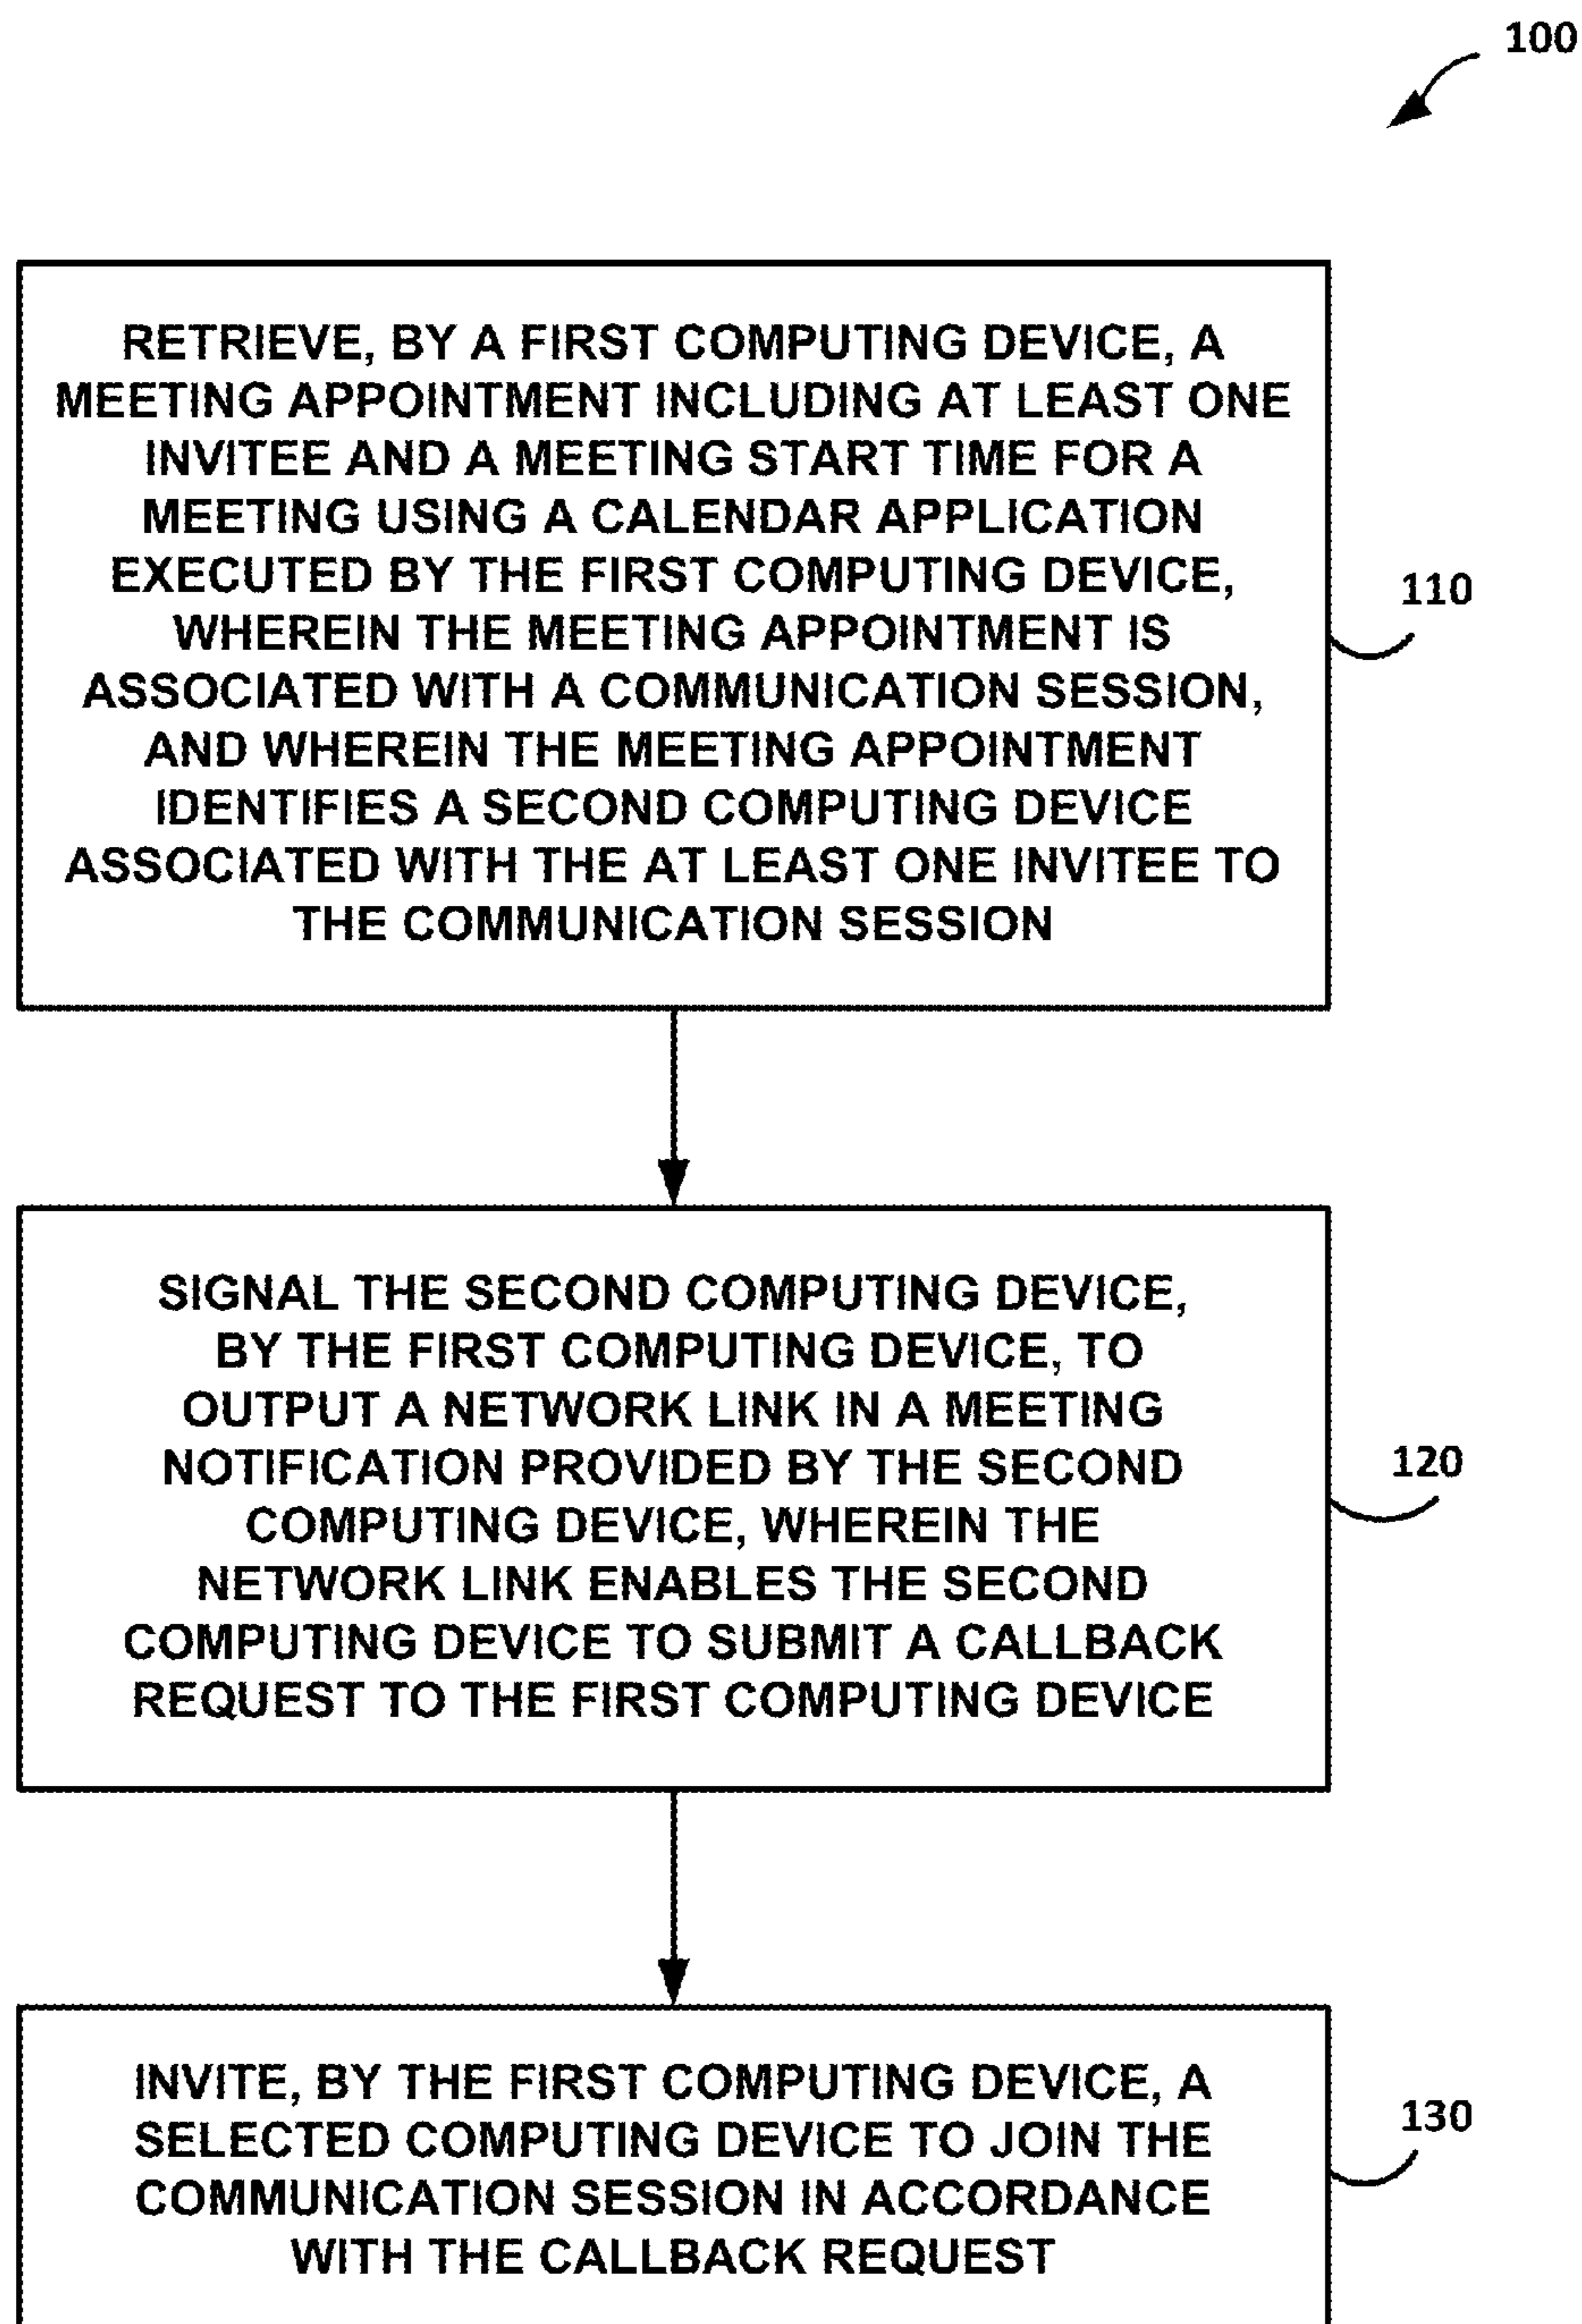 100
RETRIEVE, BY A FIRST COMPUTING DEVICE, A
MEETING APPOINTMENT INCLUDING AT LEAST ONE
INVITEE AND A MEETING START TIME FOR A
MEETING USING A CALENDAR APPLICATION
EXECUTED BY THE FIRST COMPUTING DEVICE,
WHEREIN THE MEETING APPOINTMENT IS
ASSOCIATED WITH A COMMUNICATION SESSION,
AND WHEREIN THE MEETING APPOINTMENT
IDENTIFIES A SECOND COMPUTING DEVICE
ASSOCIATED WITH THE AT LEAST ONE INVITEE TO
THE COMMUNICATION SESSION
110
SIGNAL THE SECOND COMPUTING DEVICE,
BY THE FIRST COMPUTING DEVICE, TO
OUTPUT A NETWORK LINK IN A MEETING
NOTIFICATION PROVIDED BY THE SECOND
COMPUTING DEVICE, WHEREIN THE
NETWORK LINK ENABLES THE SECOND
COMPUTING DEVICE TO SUBMIT A CALLBACK
REQUEST TO THE FIRST COMPUTING DEVICE
120
INVITE, BY THE FIRST COMPUTING DEVICE, A
SELECTED COMPUTING DEVICE TO JOIN THE
COMMUNICATION SESSION IN ACCORDANCE
WITH THE CALLBACK REQUEST
130